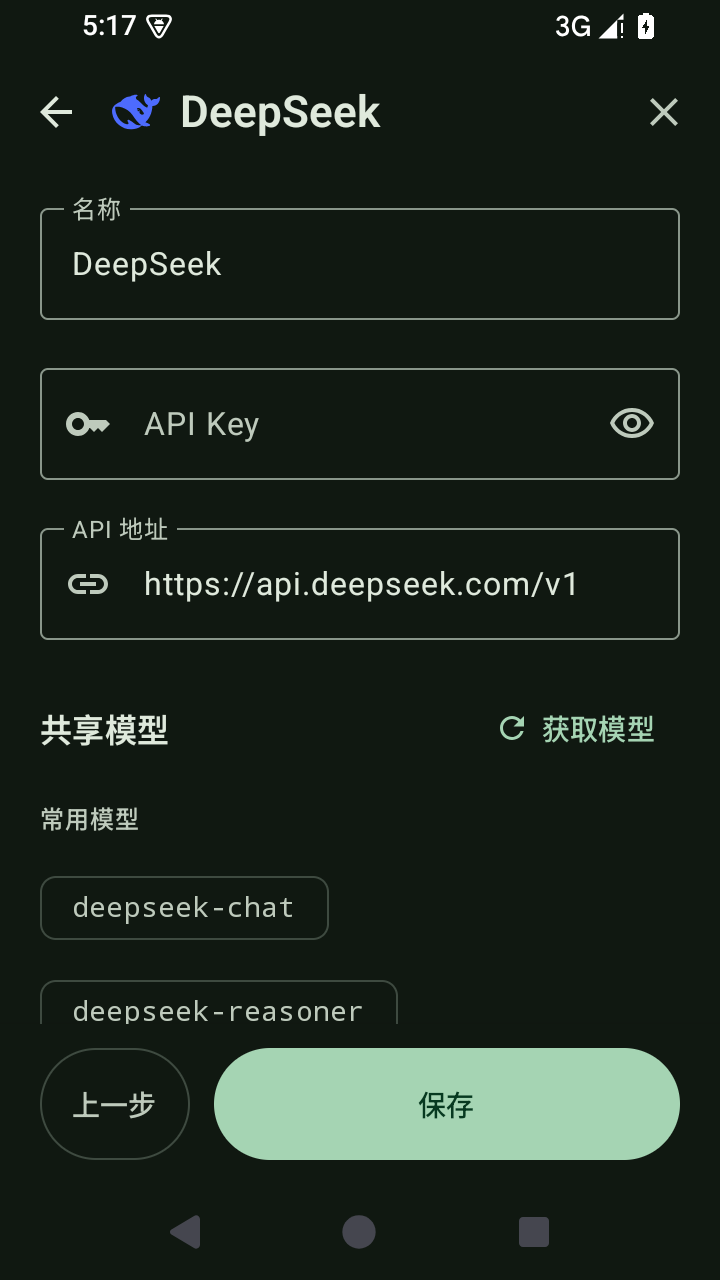 5:17
3G
DeepSeek
名称
DeepSeek
API Key
API 地址
https://api.deepseek.com/v1
共享模型
获取模型
常用模型
deepseek-chat
deepseek-reasoner
上一步
保存